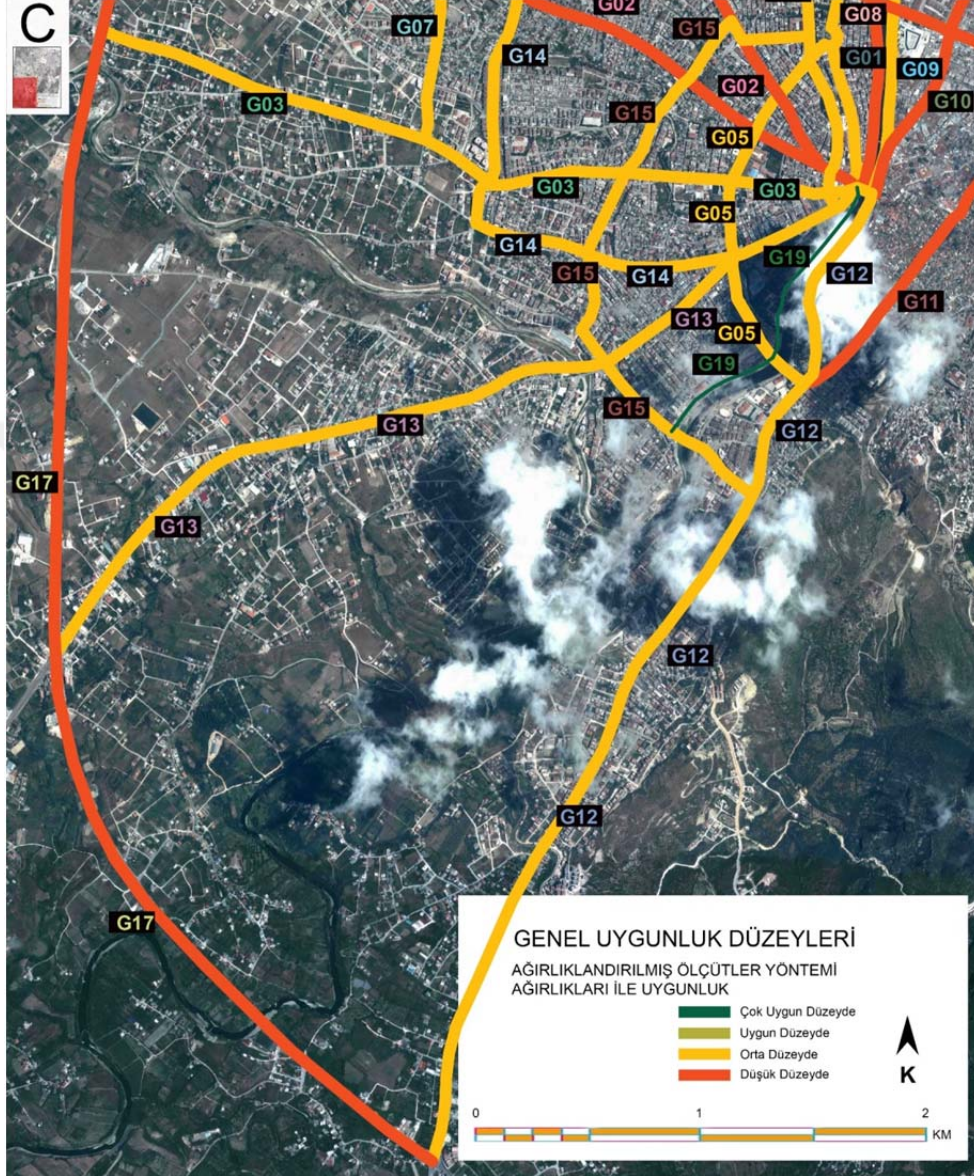 C
G02
G07
G15
G08
G14
G01
G09
G02
G03
G10
G15
G05
G03
G03
G05
G14
G19
G15
G14
G12
G11
G13
G05
G19
G15
G13
G12
G17
G13
G12
G12
G17
GENEL UYGUNLUK DÜZEYLERİ
AĞIRLIKLANDIRILMIŞ ÖLÇÜTLER YÖNTEMİ
AĞIRLIKLARI İLE UYGUNLUK
Çok Uygun Düzeyde
Uygun Düzeyde
Orta Düzeyde
Düşük Düzeyde
K
0 1 2
KM